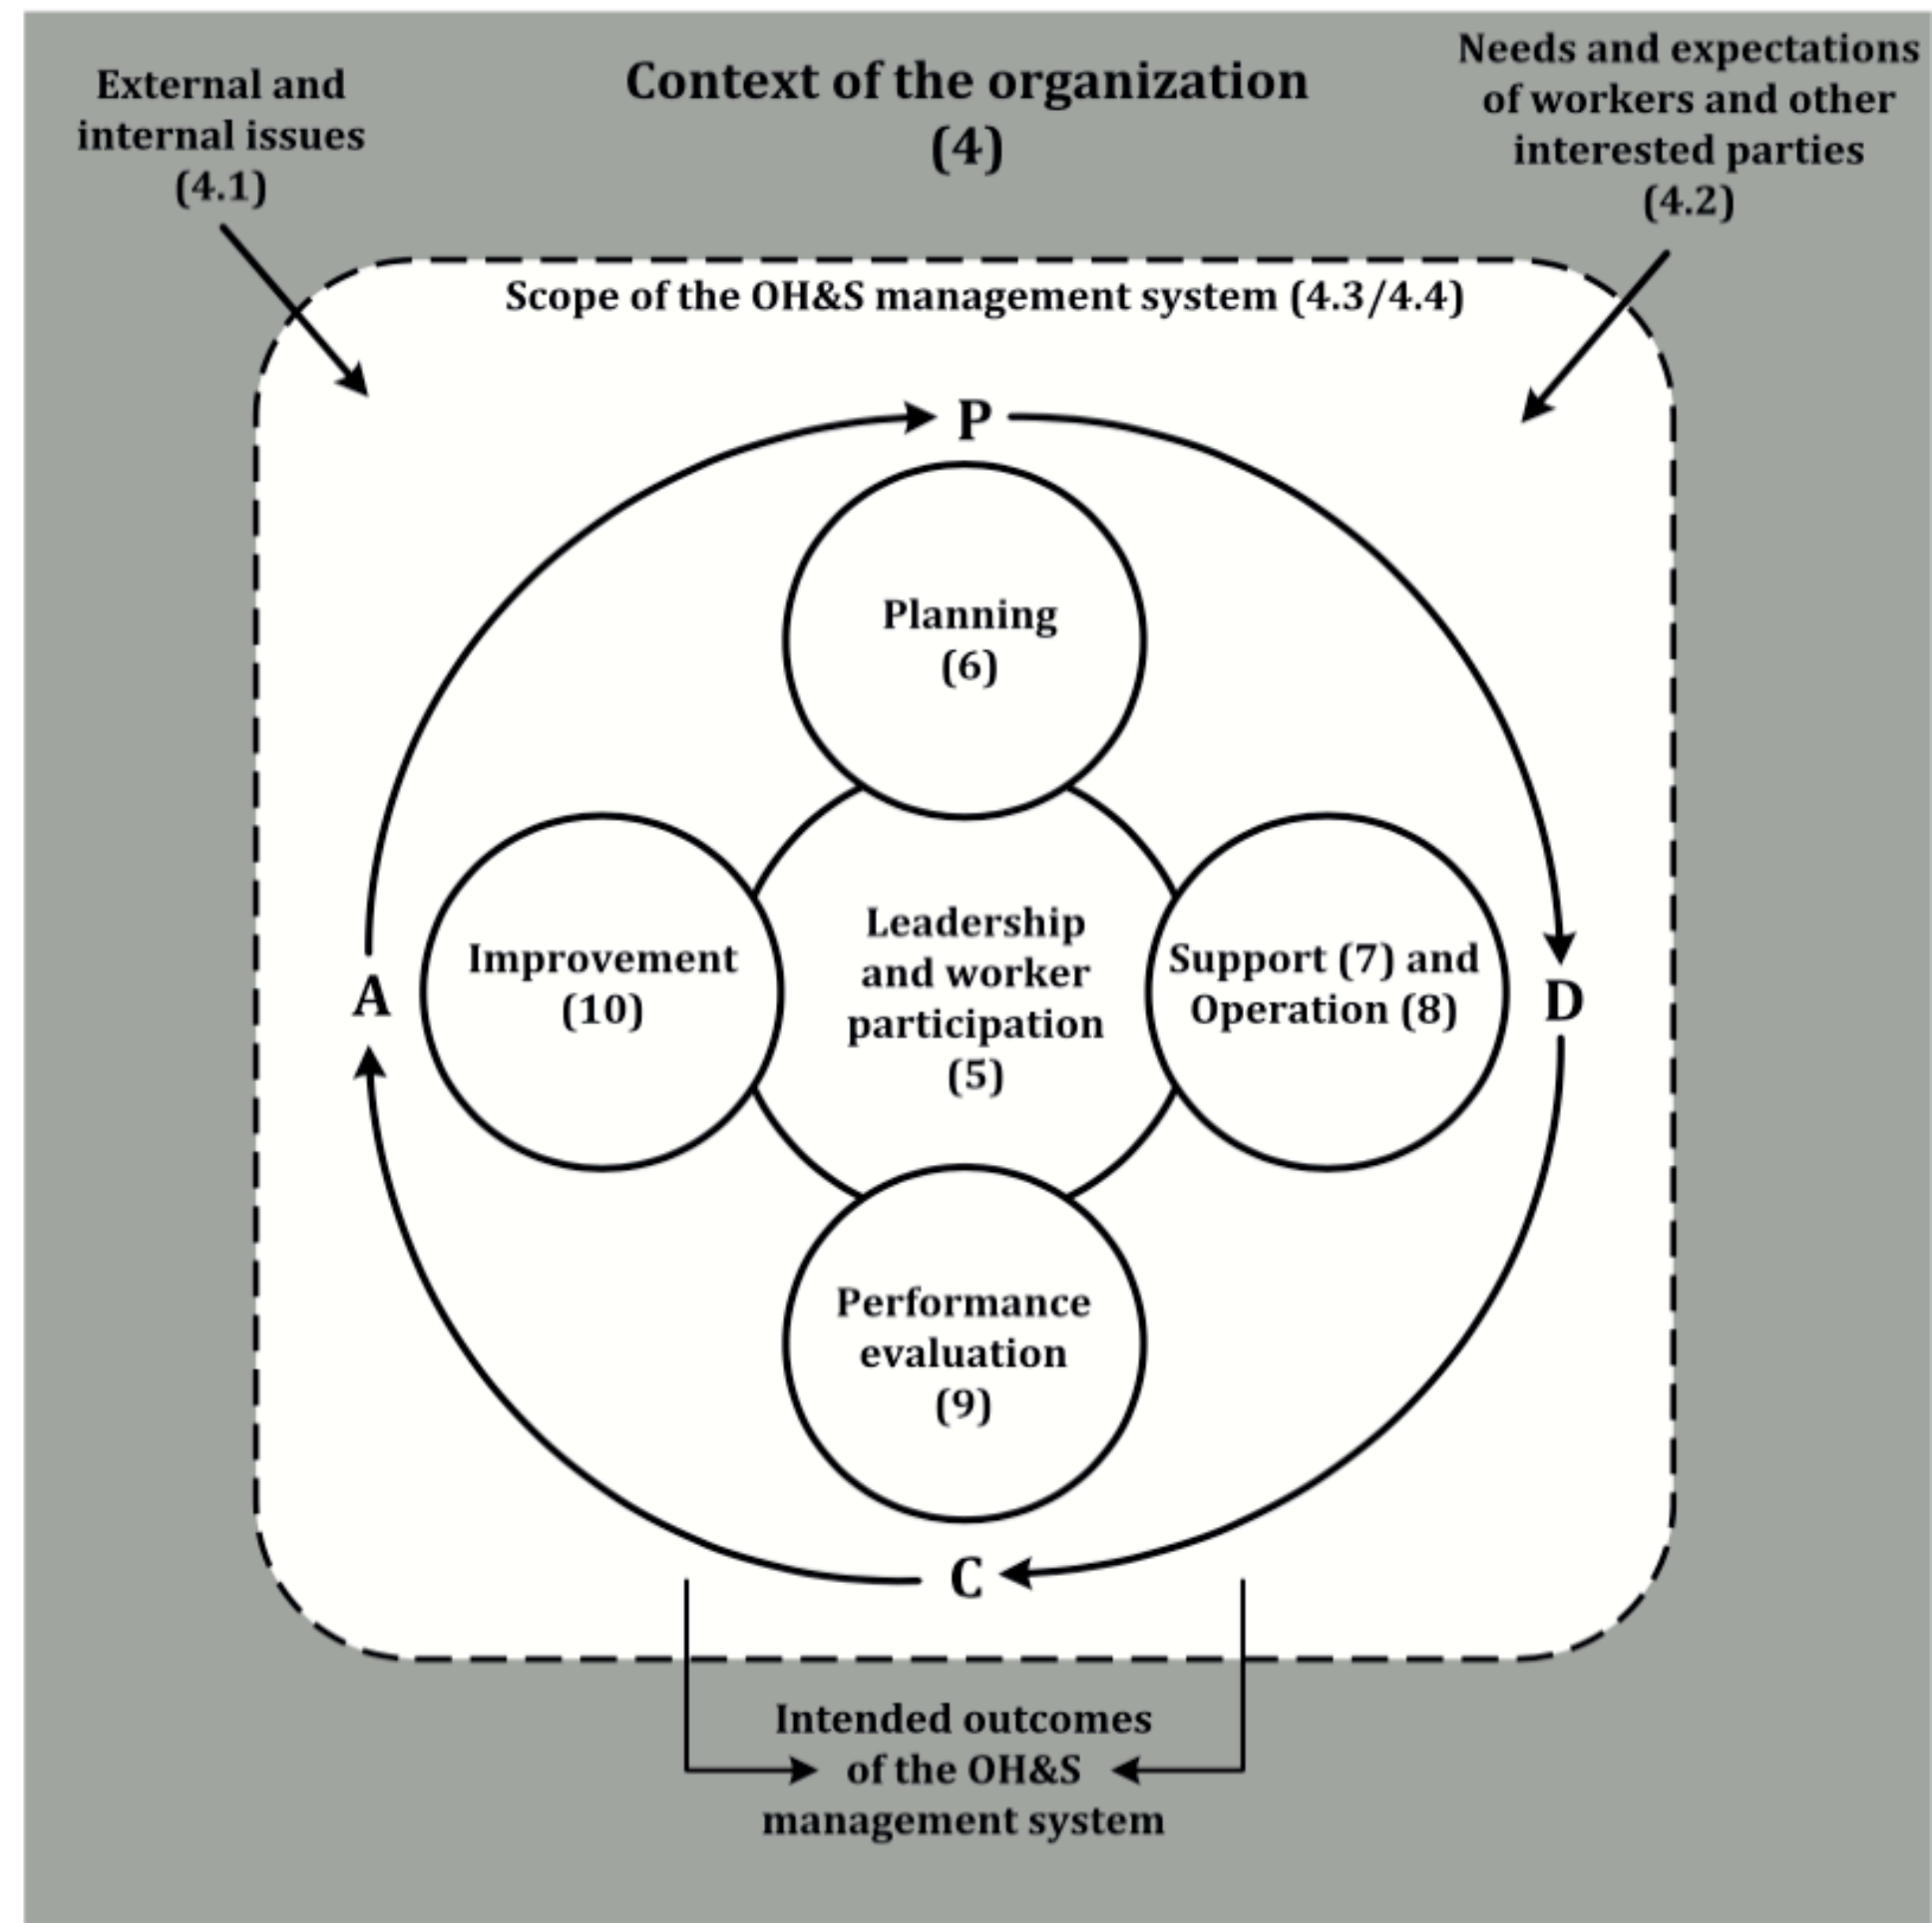 External and
internal issues
(4.1)
Context of the organization
(4)
Needs and expectations
of workers and other
interested parties
(4.2)
Scope of the OH&S management system (4.3/4.4)
P
Planning
(6)
A
Improvement
(10)
Leadership
and worker
participation
(5)
Support (7) and
Operation (8)
D
Performance
evaluation
(9)
C
Intended outcomes
of the OH&S
management system